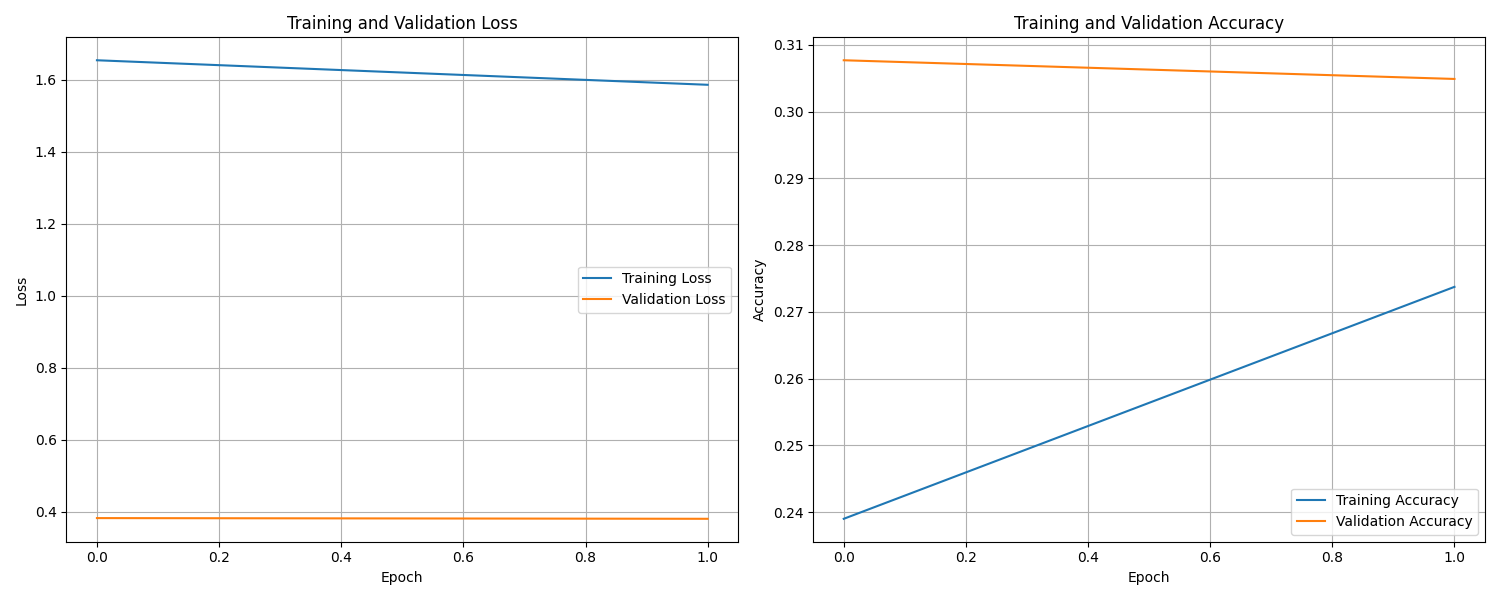 Training and Validation Loss
1.6
1.4
1.2
1.0
0.8
0.6
0.4
Loss
Training Loss
Validation Loss
0.0 0.2 0.4 0.6 0.8 1.0
Epoch
Training and Validation Accuracy
0.31
0.30
0.29
0.28
0.27
0.26
0.25
0.24
Accuracy
Training Accuracy
Validation Accuracy
0.0 0.2 0.4 0.6 0.8 1.0
Epoch